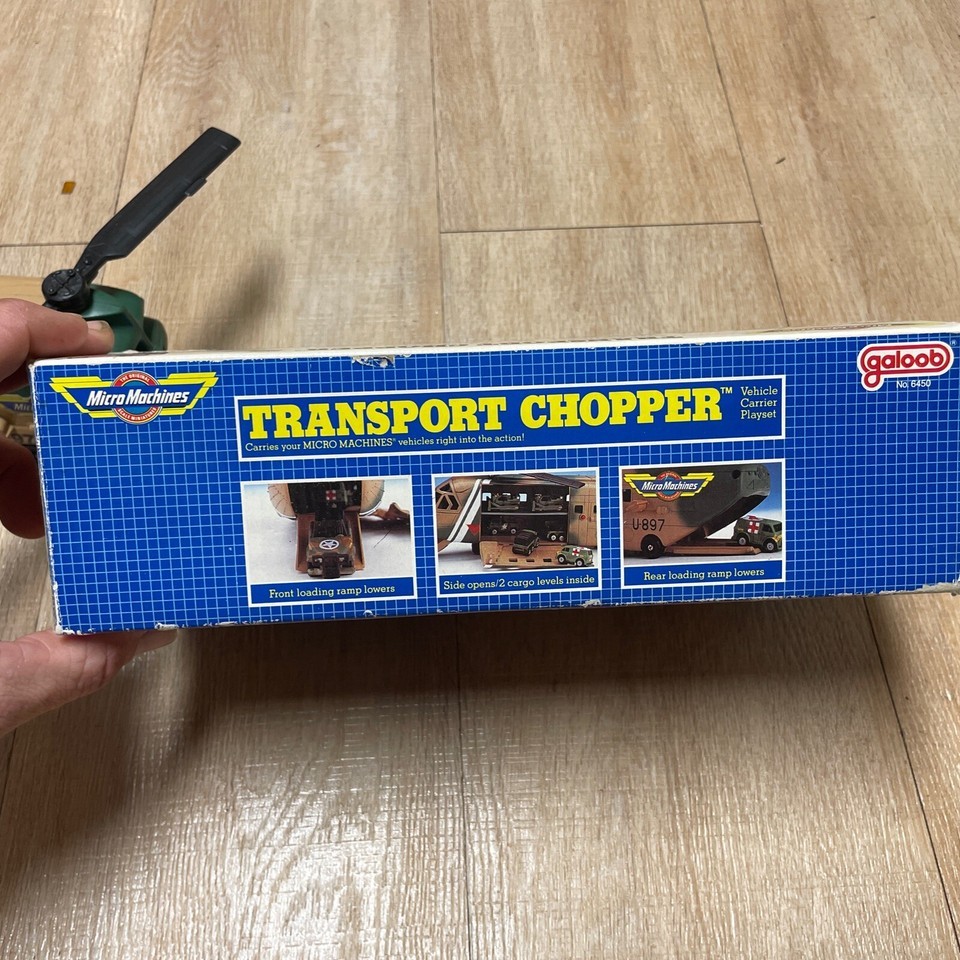 THE ORIGINAL
Micro Machines
SCALE MINIATURES
TRANSPORT CHOPPER™
Vehicle
Carrier
Playset
Carries your MICRO MACHINES® vehicles right into the action!
galoob®
No. 6450
Front loading ramp lowers
Side opens/2 cargo levels inside
Micro Machines
U-897
Rear loading ramp lowers